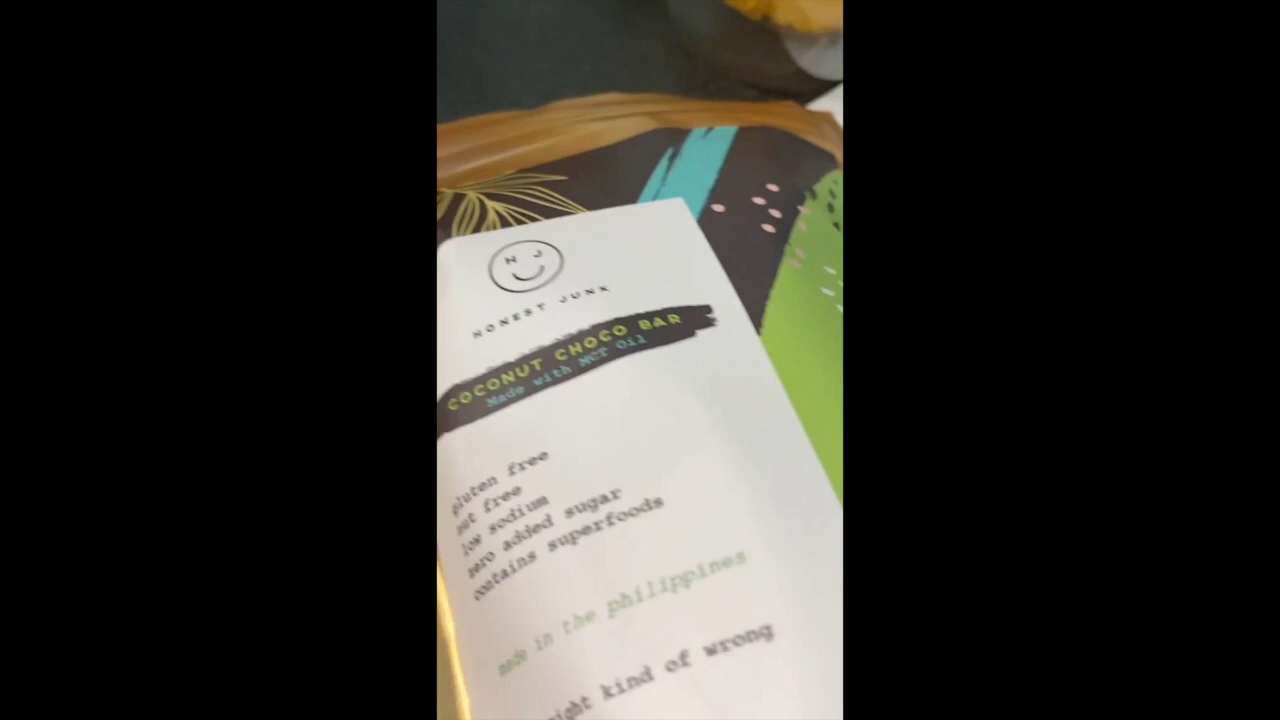 N J
HONEST JUNK
COCONUT CHOCO BAR
Made with MCT Oil
gluten free
nut free
low sodium
zero added sugar
contains superfoods
made in the philippines
right kind of wrong